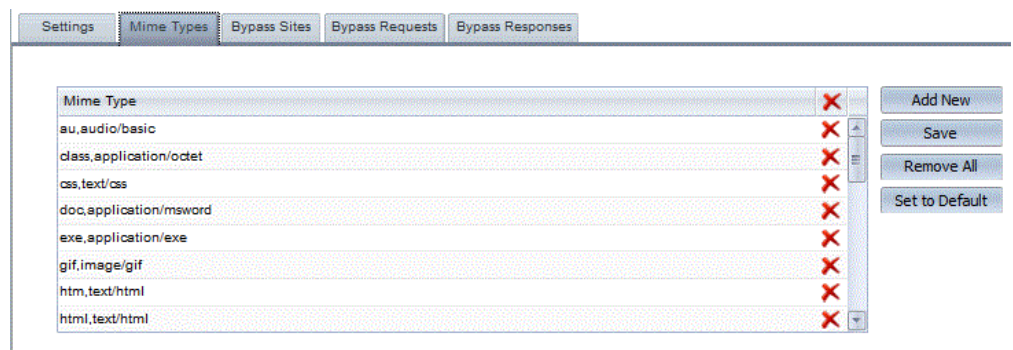 Settings Mime Types Bypass Sites Bypass Requests Bypass Responses
Mime Type
au,audio/basic
class,application/octet
css,text/css
doc,application/msword
exe,application/exe
gif,image/gif
htm,text/html
html,text/html
Add New
Save
Remove All
Set to Default